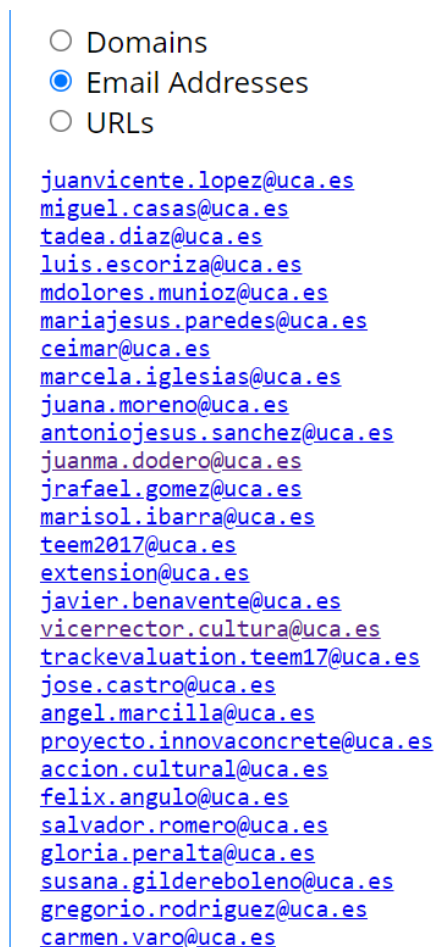 Domains
Email Addresses
URLs
juanvicente.lopez@uca.es
miguel.casas@uca.es
tadea.diaz@uca.es
luis.escoriza@uca.es
mdolores.munioz@uca.es
mariajesus.paredes@uca.es
ceimar@uca.es
marcela.iglesias@uca.es
juana.moreno@uca.es
antoniojesus.sanchez@uca.es
juanma.dodero@uca.es
jrafael.gomez@uca.es
marisol.ibarra@uca.es
teem2017@uca.es
extension@uca.es
javier.benavente@uca.es
vicerrector.cultura@uca.es
trackevaluation.teem17@uca.es
jose.castro@uca.es
angel.marcilla@uca.es
proyecto.innovaconcrete@uca.es
accion.cultural@uca.es
felix.angulo@uca.es
salvador.romero@uca.es
gloria.peralta@uca.es
susana.gildereboleno@uca.es
gregorio.rodriguez@uca.es
carmen.varo@uca.es